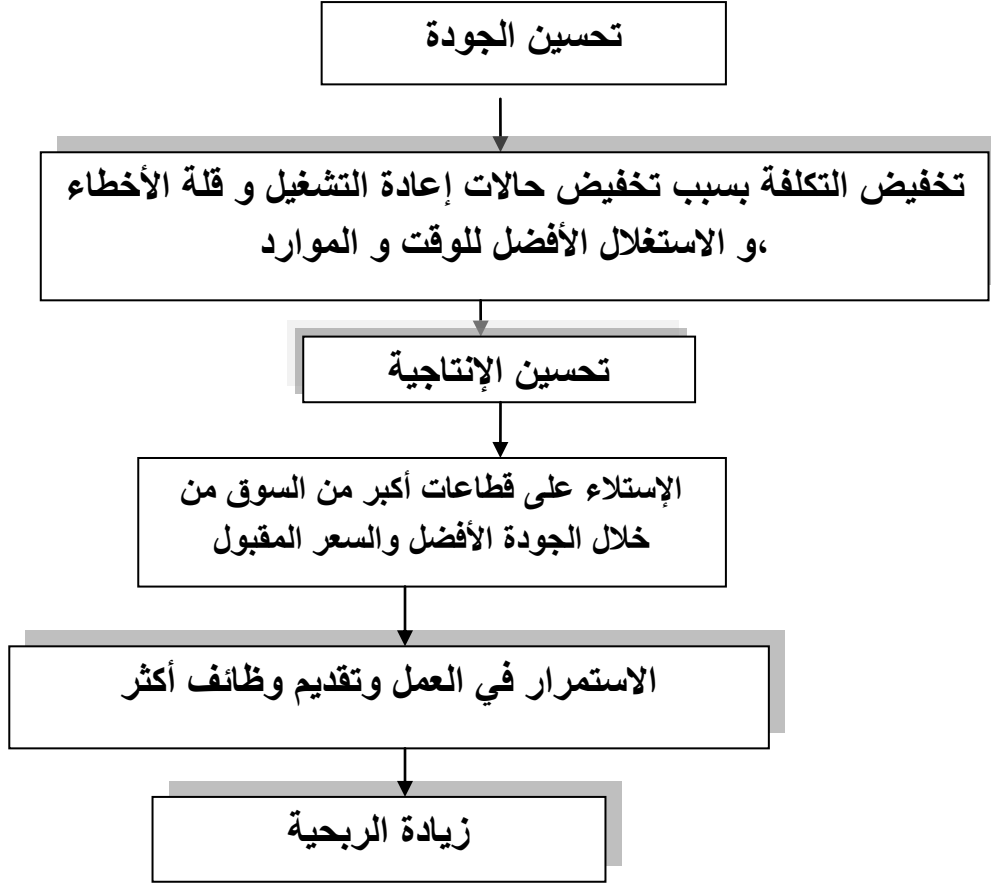 تحسين الجودة
تخفيض التكلفة بسبب تخفيض حالات إعادة التشغيل و قلة الأخطاء
،و الاستغلال الأفضل للوقت و الموارد
تحسين الإنتاجية
الإستلاء على قطاعات أكبر من السوق من
خلال الجودة الأفضل والسعر المقبول
الاستمرار في العمل وتقديم وظائف أكثر
زيادة الربحية